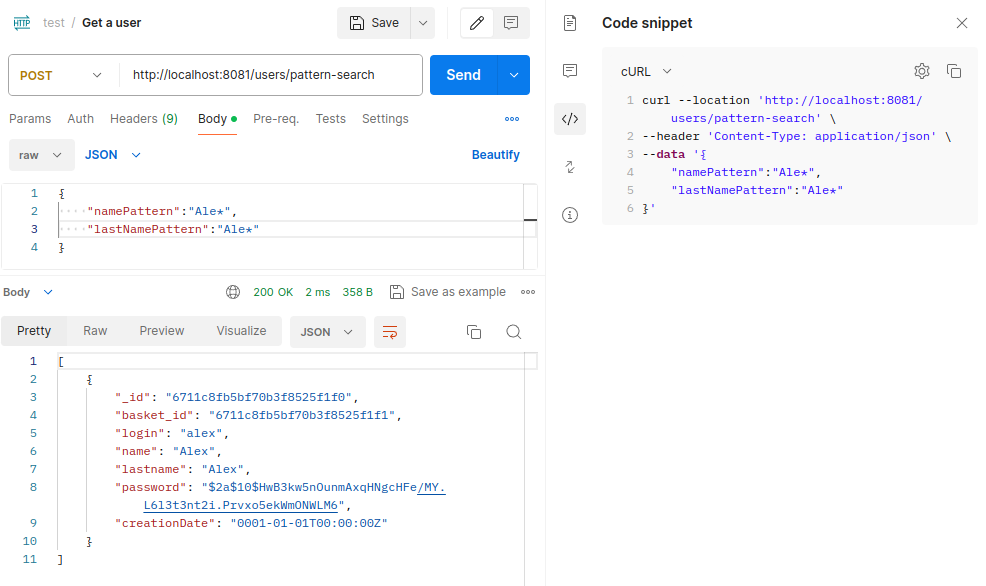 HTTP test / Get a user Save
POST http://localhost:8081/users/pattern-search Send
Params Auth Headers (9) Body Pre-req. Tests Settings
raw JSON Beautify
1 {
2 ····"namePattern":"Ale*",
3 ····"lastNamePattern":"Ale*"
4 }
Body 200 OK 2 ms 358 B Save as example
Pretty Raw Preview Visualize JSON
1 [
2 {
3 "_id": "6711c8fb5bf70b3f8525f1f0",
4 "basket_id": "6711c8fb5bf70b3f8525f1f1",
5 "login": "alex",
6 "name": "Alex",
7 "lastname": "Alex",
8 "password": "$2a$10$HwB3kw5nOunmAxqHNgcHFe/MY.
L6l3t3nt2i.Prvxo5ekWmONWLM6",
9 "creationDate": "0001-01-01T00:00:00Z"
10 }
11 ]
Code snippet
cURL
1 curl --location 'http://localhost:8081/
users/pattern-search' \
2 --header 'Content-Type: application/json' \
3 --data '{
4 "namePattern":"Ale*",
5 "lastNamePattern":"Ale*"
6 }'